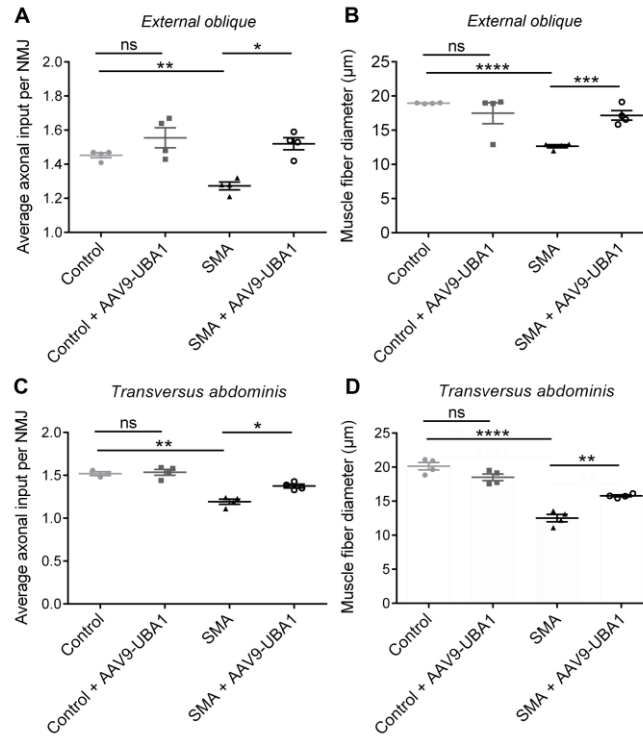 A
External oblique
Average axonal input per NMJ
2.0
1.8
1.6
1.4
1.2
1.0
ns
**
*
Control
Control + AAV9-UBA1
SMA
SMA + AAV9-UBA1
B
External oblique
Muscle fiber diameter (µm)
25
20
15
10
5
0
ns
****
***
Control
Control + AAV9-UBA1
SMA
SMA + AAV9-UBA1
C
Transversus abdominis
Average axonal input per NMJ
2.0
1.5
1.0
0.5
0.0
ns
**
*
Control
Control + AAV9-UBA1
SMA
SMA + AAV9-UBA1
D
Transversus abdominis
Muscle fiber diameter (µm)
25
20
15
10
5
0
ns
****
**
Control
Control + AAV9-UBA1
SMA
SMA + AAV9-UBA1